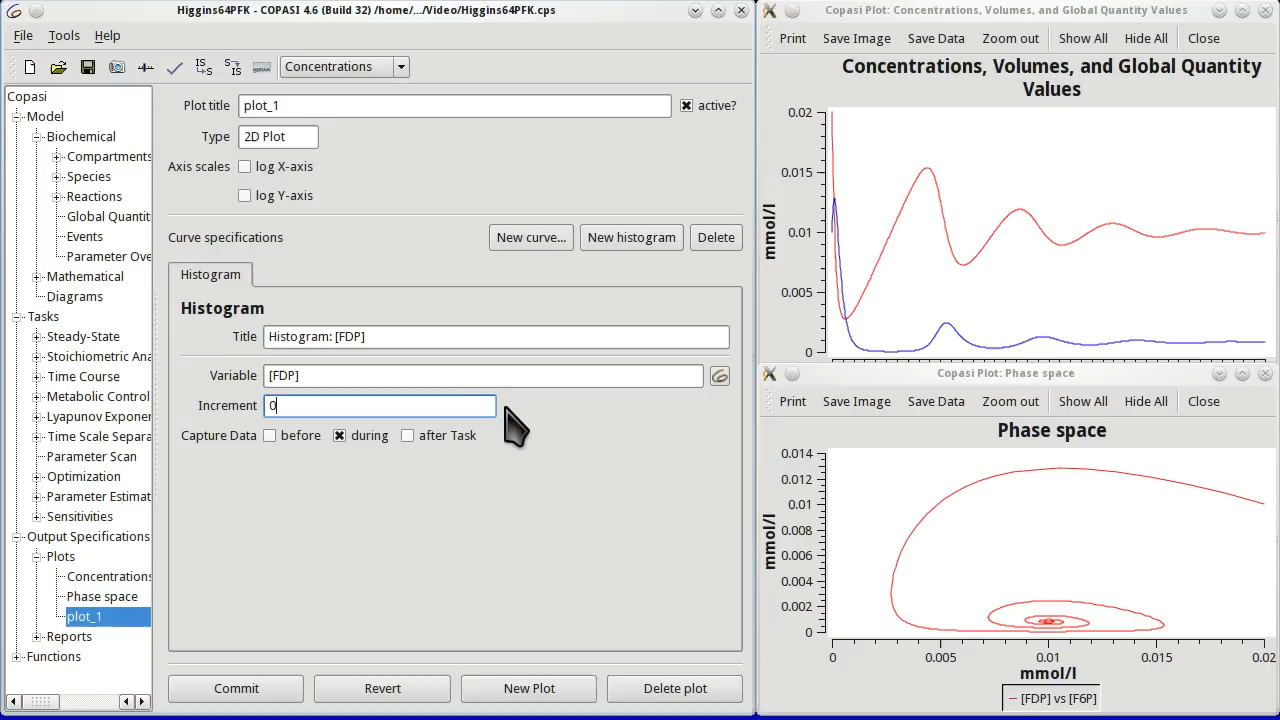 Higgins64PFK - COPASI 4.6 (Build 32) /home/.../Video/Higgins64PFK.cps
File Tools Help
Concentrations
Copasi
Model
Biochemical
Compartments
Species
Reactions
Global Quantiti
Events
Parameter Ove
Mathematical
Diagrams
Tasks
Steady-State
Stoichiometric Ana
Time Course
Metabolic Control
Lyapunov Exponen
Time Scale Separa
Parameter Scan
Optimization
Parameter Estimat
Sensitivities
Output Specifications
Plots
Concentrations
Phase space
plot_1
Reports
Functions
Plot title plot_1 active?
Type 2D Plot
Axis scales log X-axis
log Y-axis
Curve specifications New curve... New histogram Delete
Histogram
Histogram
Title Histogram: [FDP]
Variable [FDP]
Increment 0
Capture Data before during after Task
Commit Revert New Plot Delete plot
Copasi Plot: Concentrations, Volumes, and Global Quantity Values
Print Save Image Save Data Zoom out Show All Hide All Close
Concentrations, Volumes, and Global Quantity
Values
mmol/l
0.02
0.015
0.01
0.005
0
Copasi Plot: Phase space
Print Save Image Save Data Zoom out Show All Hide All Close
Phase space
mmol/l
0.014
0.012
0.01
0.008
0.006
0.004
0.002
0
0 0.005 0.01 0.015 0.02
mmol/l
[FDP] vs [F6P]